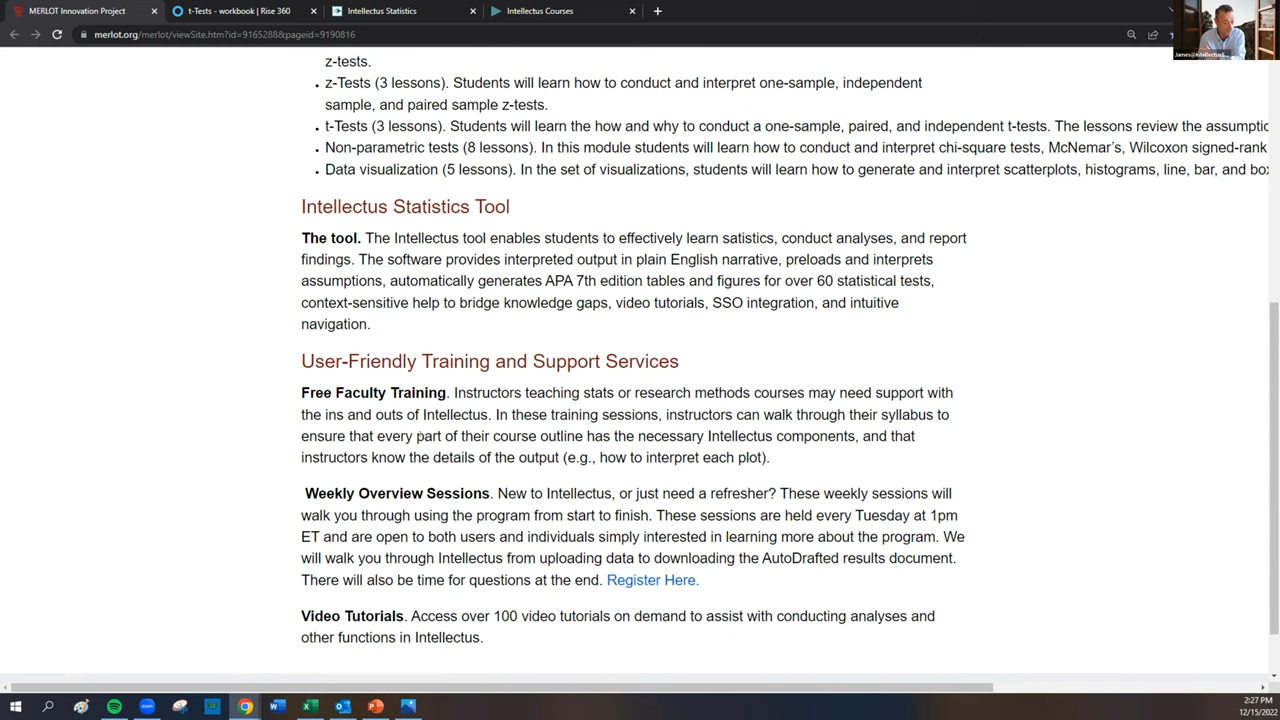 MERLOT Innovation Project
t-Tests - workbook | Rise 360
Intellectus Statistics
Intellectus Courses
merlot.org/merlot/viewSite.htm?id=9165288&pageid=9190816
z-tests.
z-Tests (3 lessons). Students will learn how to conduct and interpret one-sample, independent
sample, and paired sample z-tests.
t-Tests (3 lessons). Students will learn the how and why to conduct a one-sample, paired, and independent t-tests. The lessons review the assumptio
Non-parametric tests (8 lessons). In this module students will learn how to conduct and interpret chi-square tests, McNemar's, Wilcoxon signed-rank
Data visualization (5 lessons). In the set of visualizations, students will learn how to generate and interpret scatterplots, histograms, line, bar, and box
Intellectus Statistics Tool
The tool. The Intellectus tool enables students to effectively learn satistics, conduct analyses, and report
findings. The software provides interpreted output in plain English narrative, preloads and interprets
assumptions, automatically generates APA 7th edition tables and figures for over 60 statistical tests,
context-sensitive help to bridge knowledge gaps, video tutorials, SSO integration, and intuitive
navigation.
User-Friendly Training and Support Services
Free Faculty Training. Instructors teaching stats or research methods courses may need support with
the ins and outs of Intellectus. In these training sessions, instructors can walk through their syllabus to
ensure that every part of their course outline has the necessary Intellectus components, and that
instructors know the details of the output (e.g., how to interpret each plot).
Weekly Overview Sessions. New to Intellectus, or just need a refresher? These weekly sessions will
walk you through using the program from start to finish. These sessions are held every Tuesday at 1pm
ET and are open to both users and individuals simply interested in learning more about the program. We
will walk you through Intellectus from uploading data to downloading the AutoDrafted results document.
There will also be time for questions at the end. Register Here.
Video Tutorials. Access over 100 video tutorials on demand to assist with conducting analyses and
other functions in Intellectus.
2:27 PM
12/15/2022